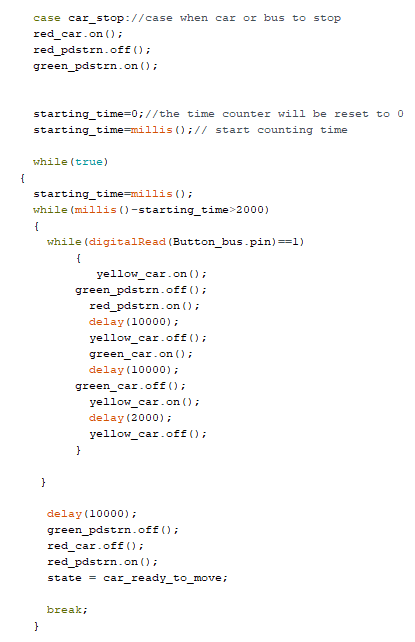 case car_stop://case when car or bus to stop
red_car.on();
red_pdstrn.off();
green_pdstrn.on();
starting_time=0;//the time counter will be reset to 0
starting_time=millis();// start counting time
while(true)
{
starting_time=millis();
while(millis()-starting_time>2000)
{
while(digitalRead(Button_bus.pin)==1)
{
yellow_car.on();
green_pdstrn.off();
red_pdstrn.on();
delay(10000);
yellow_car.off();
green_car.on();
delay(10000);
green_car.off();
yellow_car.on();
delay(2000);
yellow_car.off();
}
}
delay(10000);
green_pdstrn.off();
red_car.off();
red_pdstrn.on();
state = car_ready_to_move;
break;
}